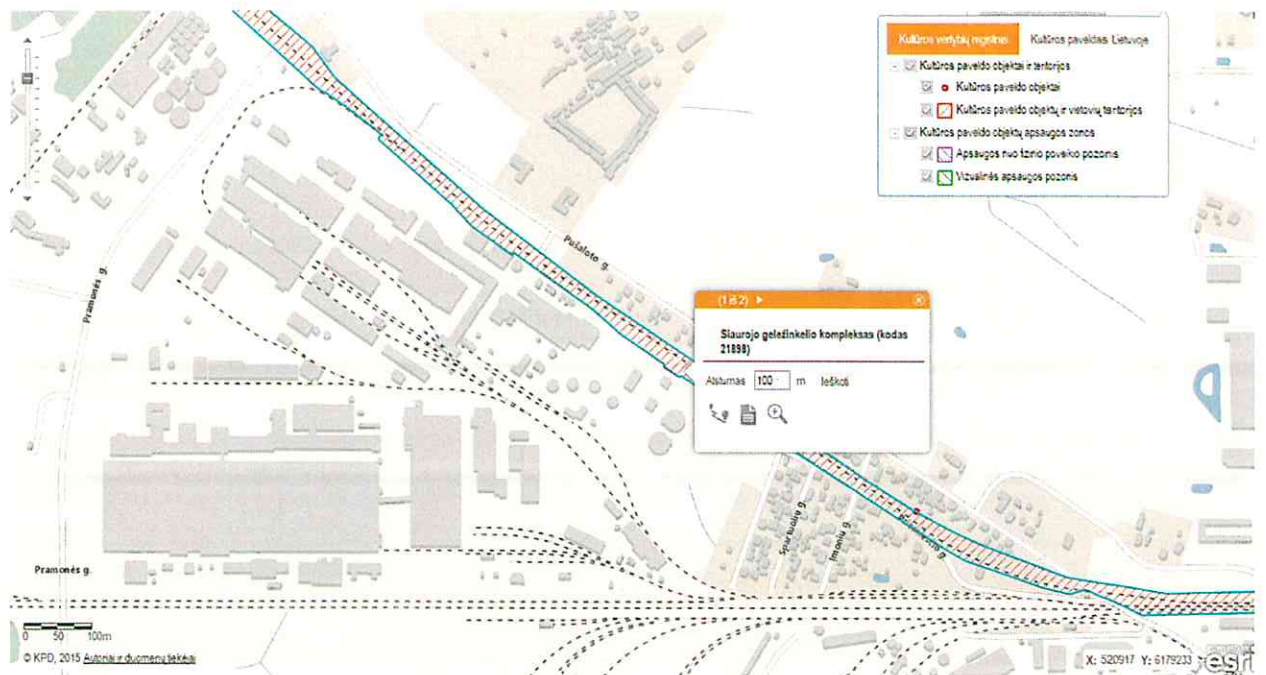 Kultūros vertybių registras
Kultūros paveldas Lietuvoje
Kultūros paveldo objektai ir teritorijos
Kultūros paveldo objektai
Kultūros paveldo objektų ir vietovių teritorijos
Kultūros paveldo objektų apsaugos zonos
Apsaugos nuo fizinio poveikio pozonis
Vizualinės apsaugos pozonis
Pušaloto g.
Pramonės g.
(1 iš 2)
Siaurojo geležinkelio kompleksas (kodas
21898)
Atstumas 100 m Ieškoti
Spartuolių g.
Įmonių g.
Pramonės g.
0 50 100m
© KPD, 2015 Autoriai ir duomenų teikėjai
X: 520917 Y: 6179233
esri